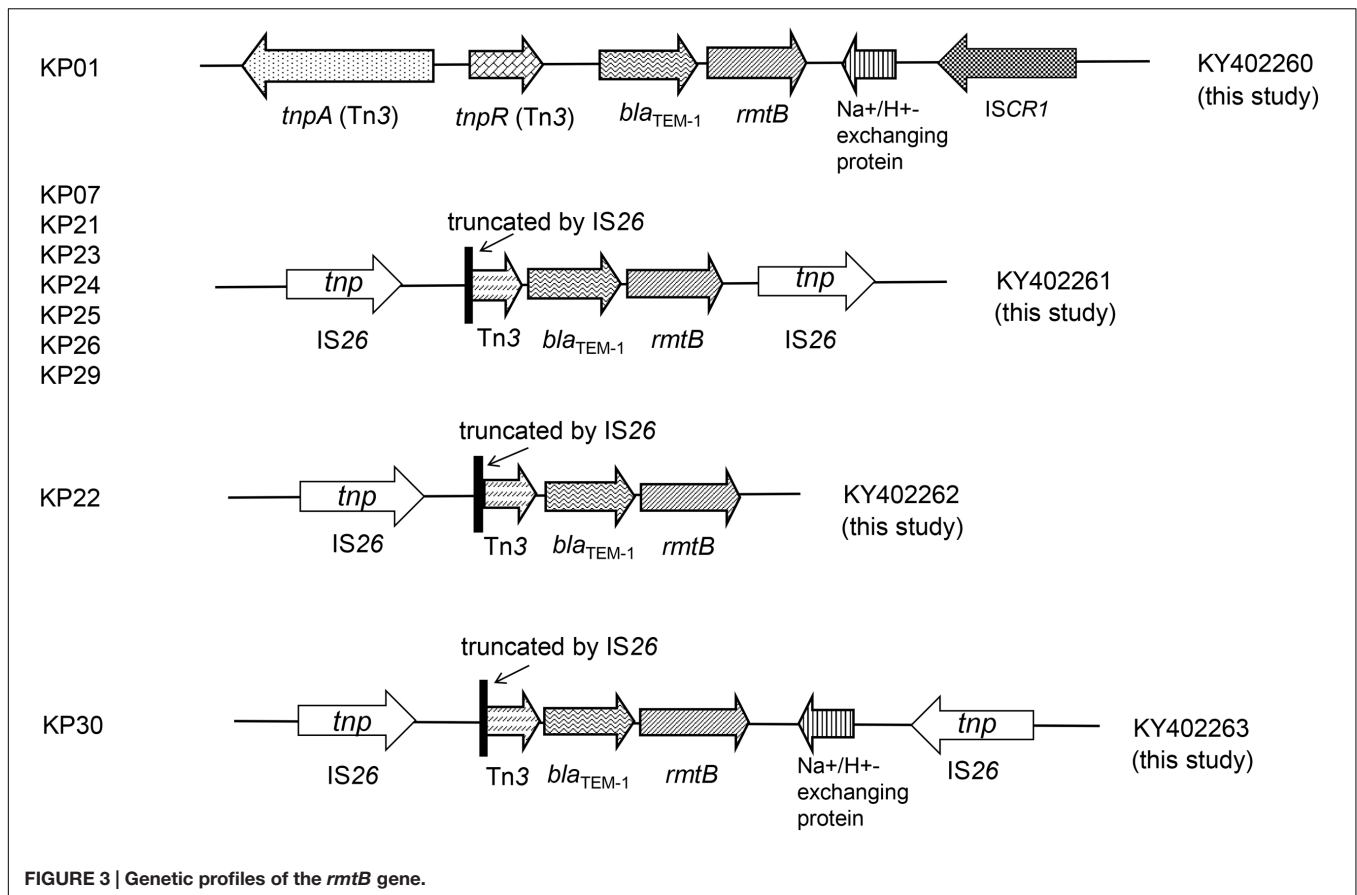 KP01
tnpA (Tn3)
tnpR (Tn3)
blaTEM-1
rmtB
Na+/H+-
exchanging
protein
ISCR1
KY402260
(this study)
KP07
KP21
KP23
KP24
KP25
KP26
KP29
truncated by IS26
tnp
IS26
Tn3
blaTEM-1
rmtB
tnp
IS26
KY402261
(this study)
KP22
truncated by IS26
tnp
IS26
Tn3
blaTEM-1
rmtB
KY402262
(this study)
KP30
truncated by IS26
tnp
IS26
Tn3
blaTEM-1
rmtB
Na+/H+-
exchanging
protein
tnp
IS26
KY402263
(this study)
FIGURE 3 | Genetic profiles of the rmtB gene.